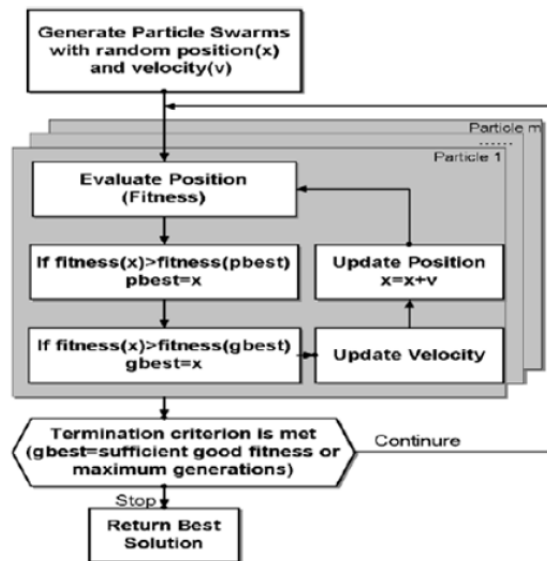 Generate Particle Swarms
with random position(x)
and velocity(v)
Particle m
......
Particle 1
Evaluate Position
(Fitness)
If fitness(x)>fitness(pbest)
pbest=x
Update Position
x=x+v
If fitness(x)>fitness(gbest)
gbest=x
Update Velocity
Termination criterion is met
(gbest=sufficient good fitness or
maximum generations)
Continure
Stop
Return Best
Solution